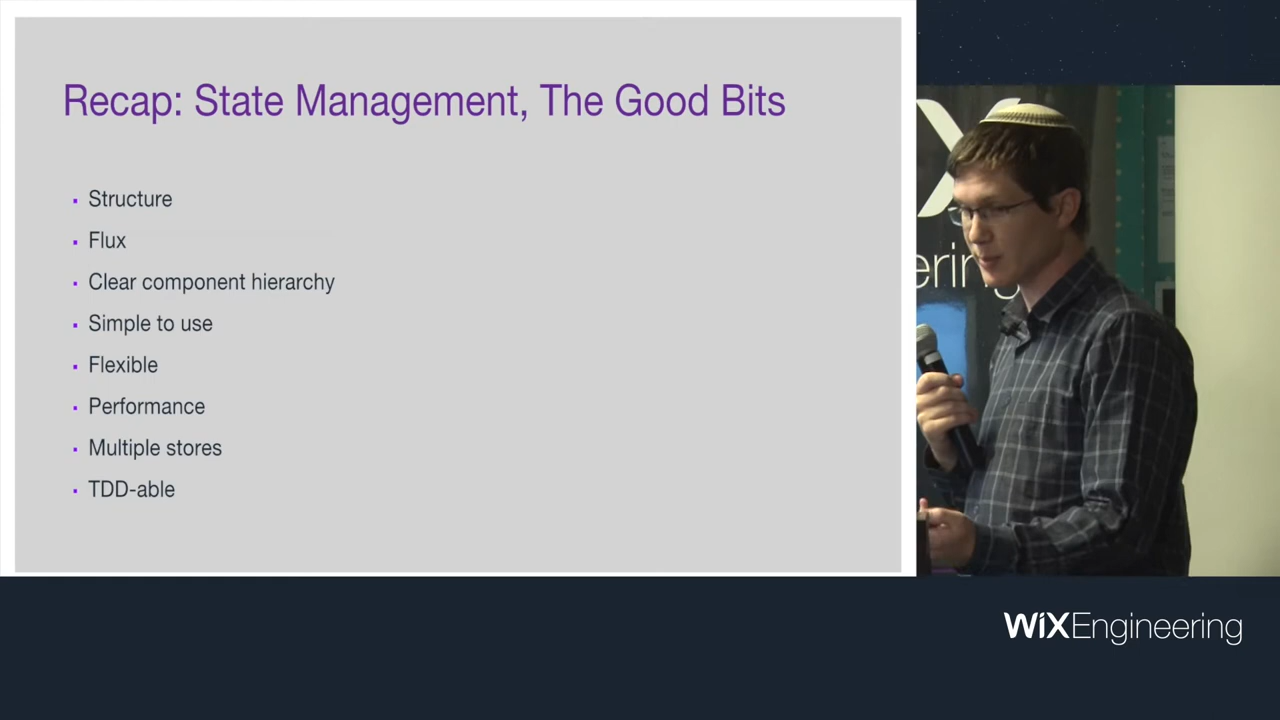 Recap: State Management, The Good Bits
Structure
Flux
Clear component hierarchy
Simple to use
Flexible
Performance
Multiple stores
TDD-able
X
ering
WiXEngineering